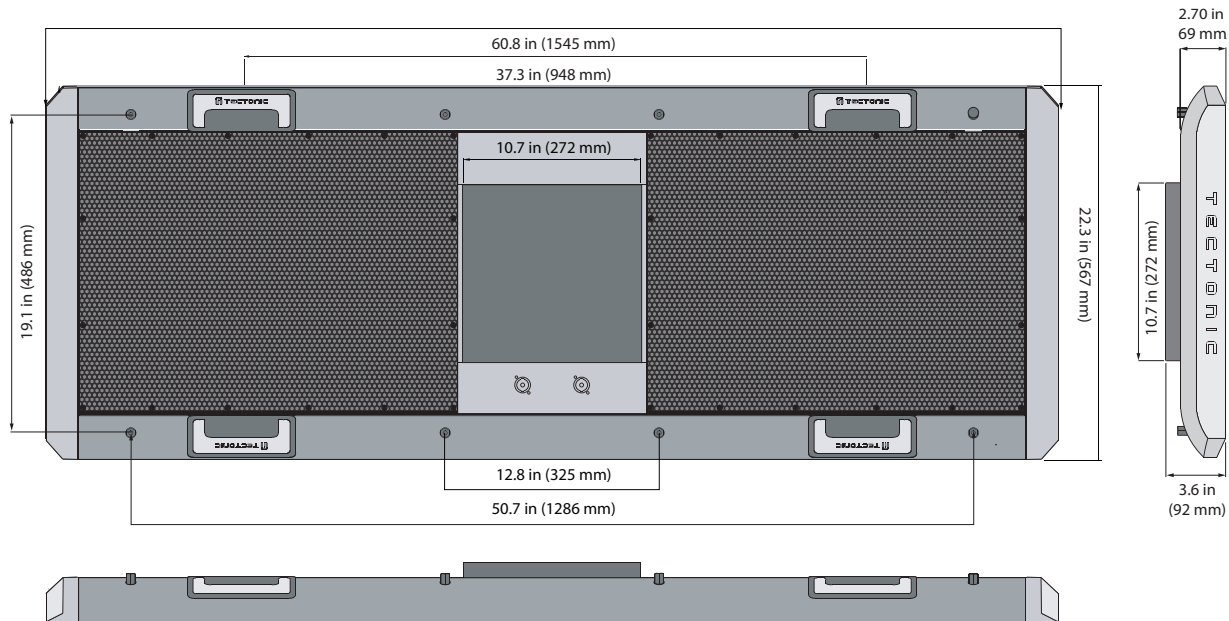 60.8 in (1545 mm)
37.3 in (948 mm)
TECTONIC
TECTONIC
10.7 in (272 mm)
19.1 in (486 mm)
22.3 in (567 mm)
TECTONIC
TECTONIC
12.8 in (325 mm)
50.7 in (1286 mm)
2.70 in
69 mm
10.7 in (272 mm)
TECTONIC
3.6 in
(92 mm)